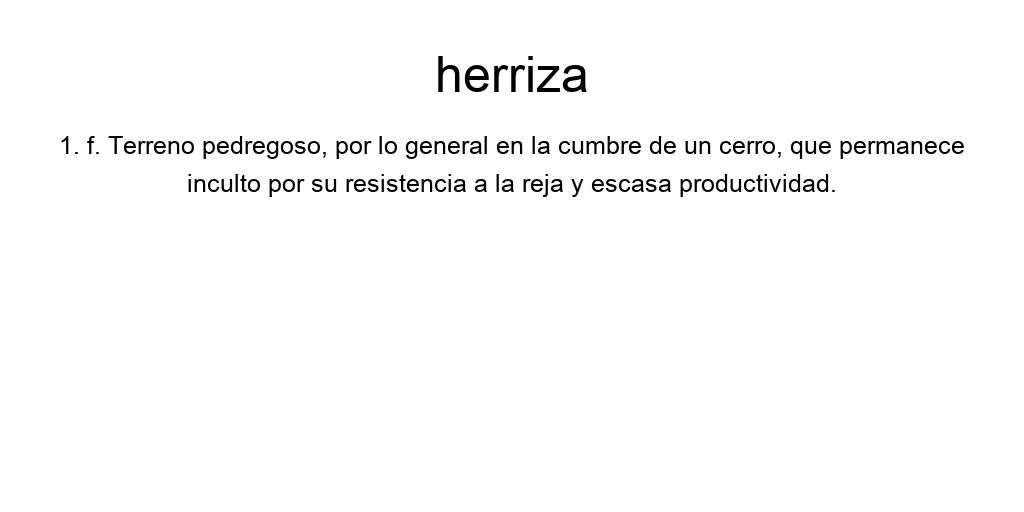 herriza
1. f. Terreno pedregoso, por lo general en la cumbre de un cerro, que permanece
inculto por su resistencia a la reja y escasa productividad.